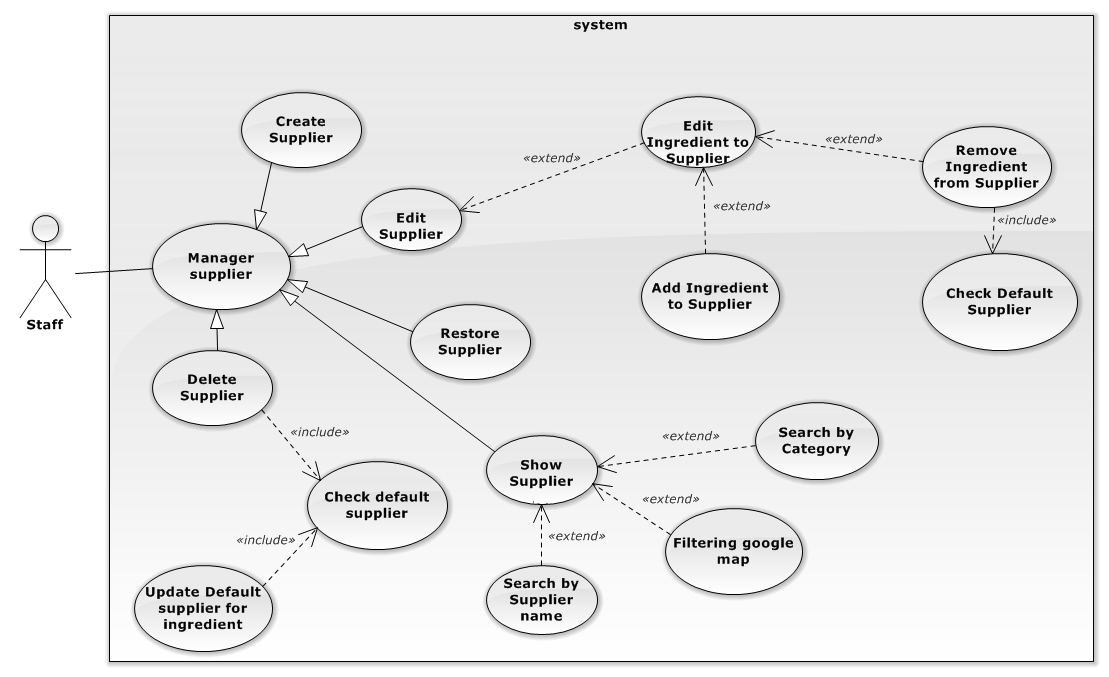 system
Create
Supplier
Edit
Ingredient to
Supplier
«extend»
Remove
Ingredient
from Supplier
«extend»
Edit
Supplier
«extend»
«include»
Manager
supplier
Staff
Add Ingredient
to Supplier
Check Default
Supplier
Restore
Supplier
Delete
Supplier
«include»
Search by
Category
«extend»
Show
Supplier
Check default
supplier
«extend»
Filtering google
map
«extend»
«include»
Search by
Supplier
name
Update Default
supplier for
ingredient